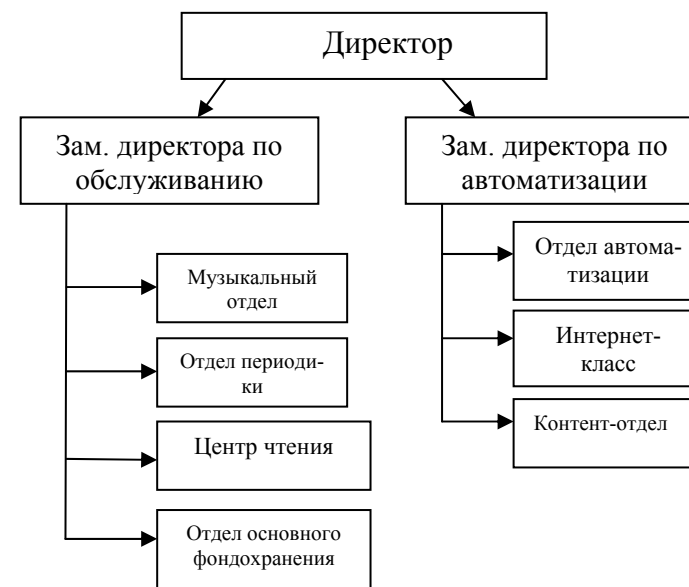 Директор
Зам. директора по
обслуживанию
Музыкальный
отдел
Отдел периоди-
ки
Центр чтения
Отдел основного
фондохранения
Зам. директора по
автоматизации
Отдел автома-
тизации
Интернет-
класс
Контент-отдел